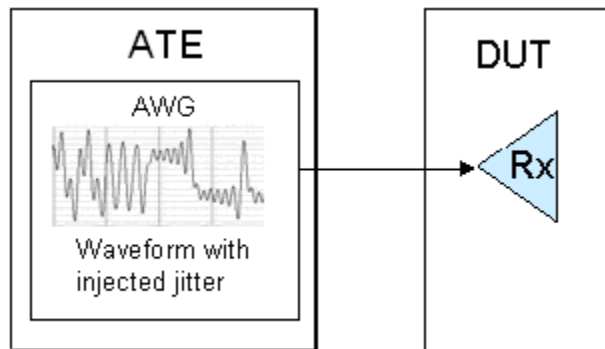 ATE
AWG
Waveform with
injected jitter
DUT
Rx